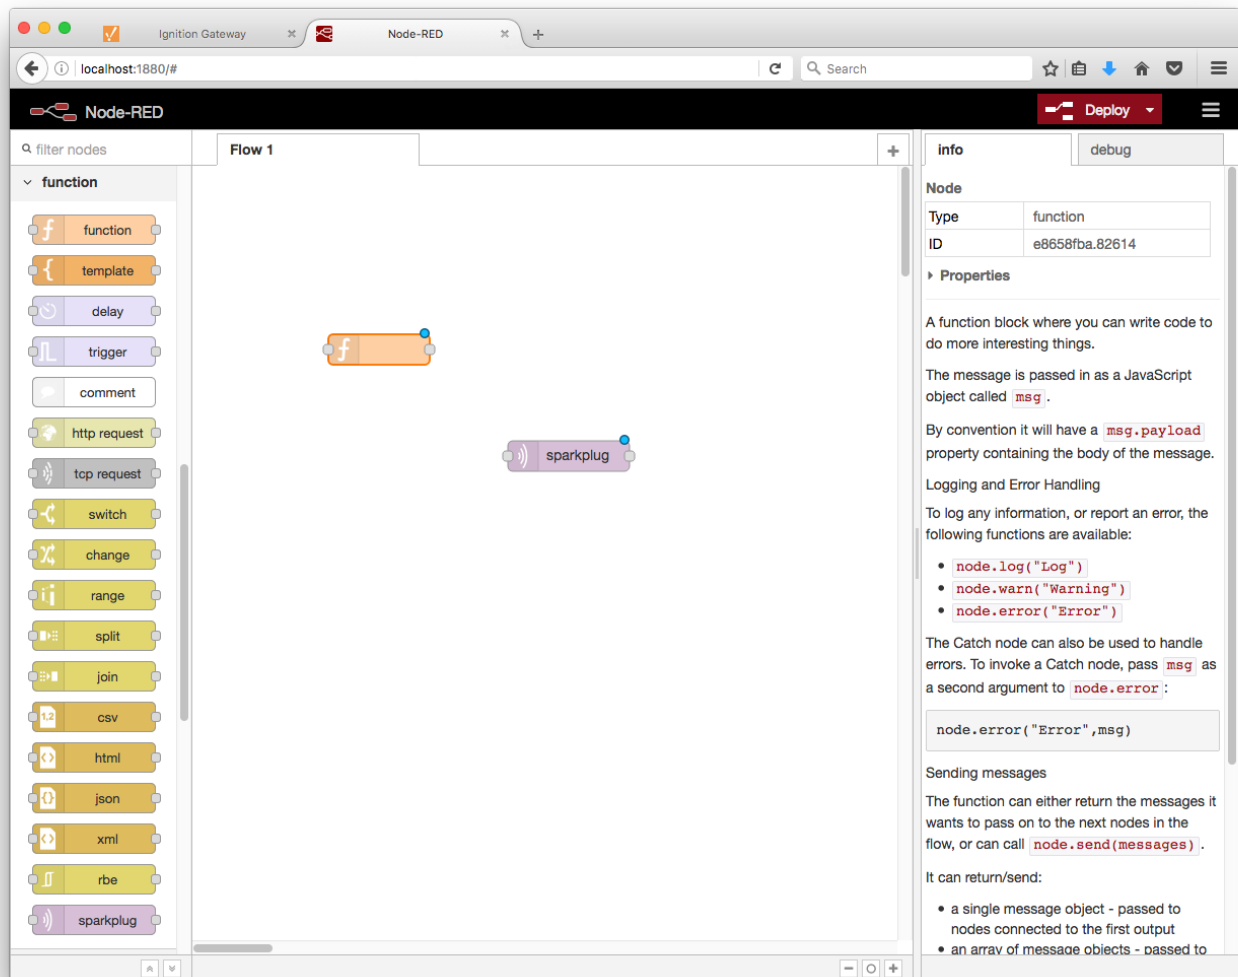 Ignition Gateway
Node-RED
localhost:1880/#
Search
Node-RED
Deploy
filter nodes
Flow 1
info
debug
function
function
template
delay
trigger
comment
http request
tcp request
switch
change
range
split
join
1,2
csv
html
json
xml
rbe
sparkplug
sparkplug
Node
Type function
ID e8658fba.82614
Properties
A function block where you can write code to
do more interesting things.
The message is passed in as a JavaScript
object called msg .
By convention it will have a msg.payload
property containing the body of the message.
Logging and Error Handling
To log any information, or report an error, the
following functions are available:
• node.log("Log")
• node.warn("Warning")
• node.error("Error")
The Catch node can also be used to handle
errors. To invoke a Catch node, pass msg as
a second argument to node.error :
node.error("Error",msg)
Sending messages
The function can either return the messages it
wants to pass on to the next nodes in the
flow, or can call node.send(messages) .
It can return/send:
• a single message object - passed to
nodes connected to the first output
• an array of message objects - passed to